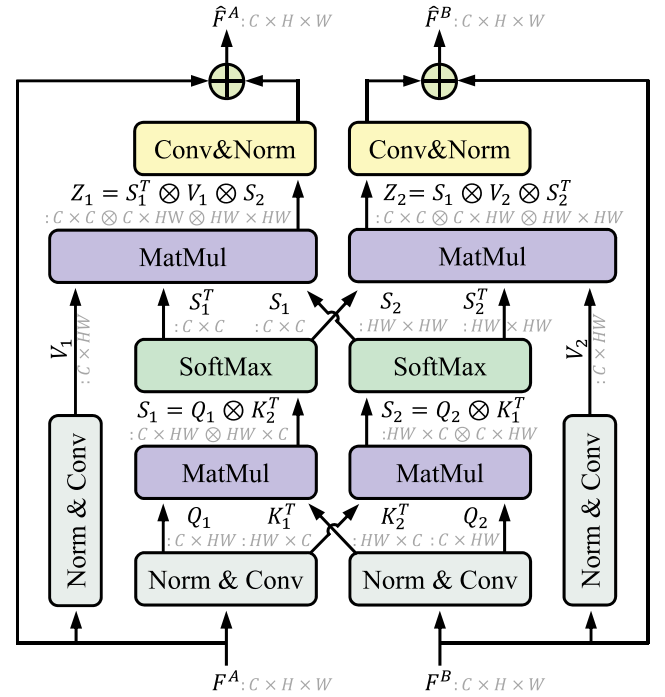 F̂^A :C × H × W F̂^B :C × H × W
Conv&Norm Conv&Norm
Z_1 = S_1^T ⊗ V_1 ⊗ S_2 Z_2= S_1 ⊗ V_2 ⊗ S_2^T
:C × C ⊗ C × HW ⊗ HW × HW :C × C ⊗ C × HW ⊗ HW × HW
MatMul MatMul
S_1^T S_1 S_2 S_2^T
:C × C :C × C :HW × HW :HW × HW
V_1 :C × HW
V_2 :C × HW
SoftMax SoftMax
S_1 = Q_1 ⊗ K_2^T S_2 = Q_2 ⊗ K_1^T
:C × HW ⊗ HW × C :HW × C ⊗ C × HW
MatMul MatMul
Q_1 K_1^T K_2^T Q_2
:C × HW :HW × C :HW × C :C × HW
Norm & Conv Norm & Conv Norm & Conv Norm & Conv
F^A :C × H × W F^B :C × H × W